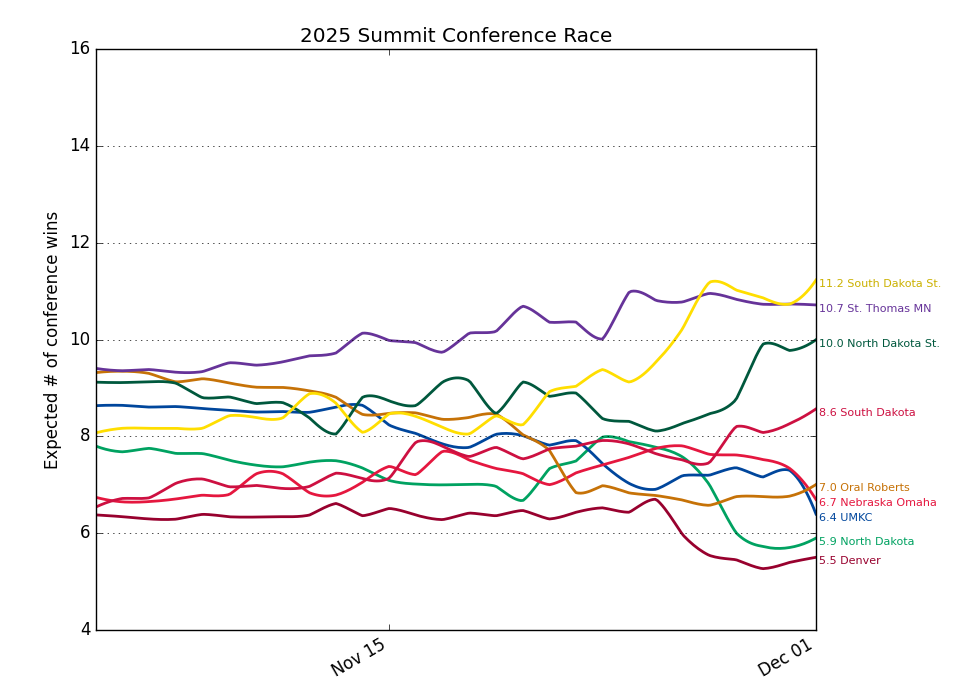 2025 Summit Conference Race
Expected # of conference wins
16
14
12
10
8
6
4
Nov 15
Dec 01
11.2 South Dakota St.
10.7 St. Thomas MN
10.0 North Dakota St.
8.6 South Dakota
7.0 Oral Roberts
6.7 Nebraska Omaha
6.4 UMKC
5.9 North Dakota
5.5 Denver